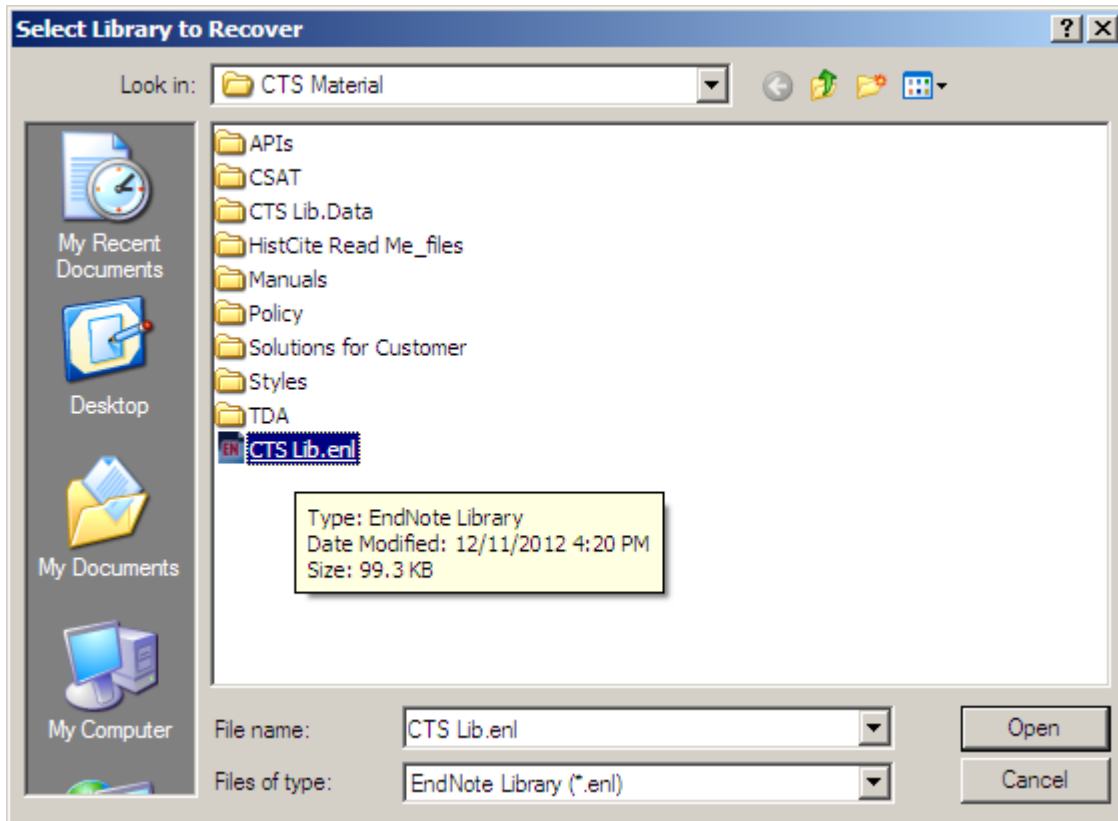 Select Library to Recover
Look in: CTS Material
My Recent Documents
Desktop
My Documents
My Computer
APIs
CSAT
CTS Lib.Data
HistCite Read Me_files
Manuals
Policy
Solutions for Customer
Styles
TDA
EN CTS Lib.enl
Type: EndNote Library
Date Modified: 12/11/2012 4:20 PM
Size: 99.3 KB
File name: CTS Lib.enl Open
Files of type: EndNote Library (*.enl) Cancel